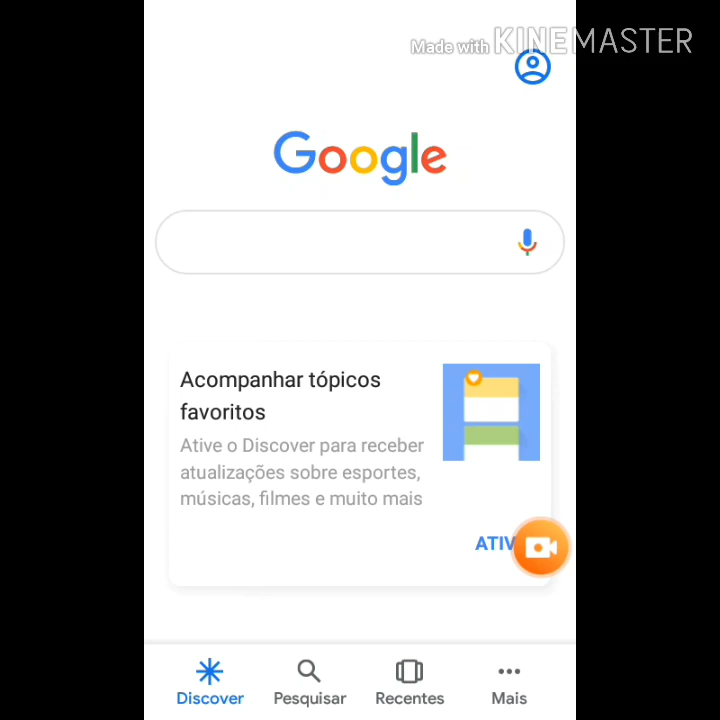 Made with KINEMASTER
Google
Acompanhar tópicos
favoritos
Ative o Discover para receber
atualizações sobre esportes,
músicas, filmes e muito mais
ATIV
Discover
Pesquisar
Recentes
Mais